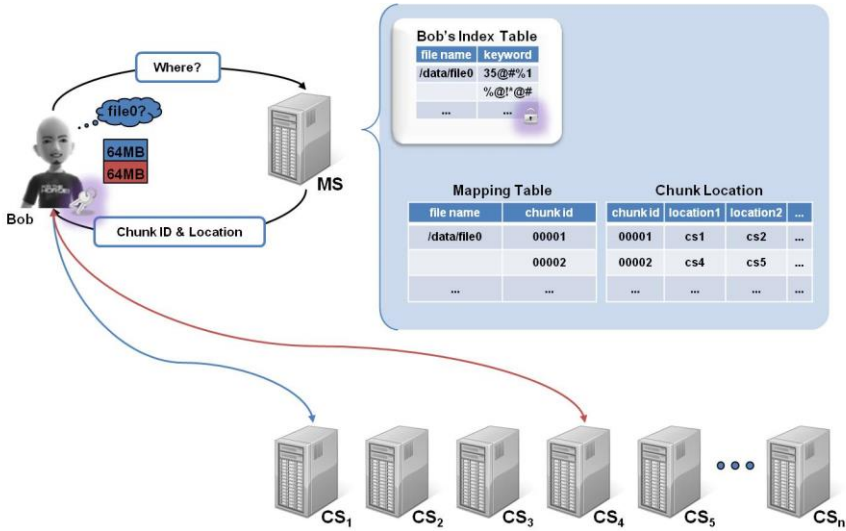 Bob's Index Table
file name keyword
/data/file0 35@#%1
%@!*@#
... ...
Where?
file0?
64MB
64MB
MS
Bob
Chunk ID & Location
Mapping Table
file name chunk id
/data/file0 00001
00002
... ...
Chunk Location
chunk id location1 location2 ...
00001 cs1 cs2 ...
00002 cs4 cs5 ...
... ... ... ...
CS1 CS2 CS3 CS4 CS5 CSn